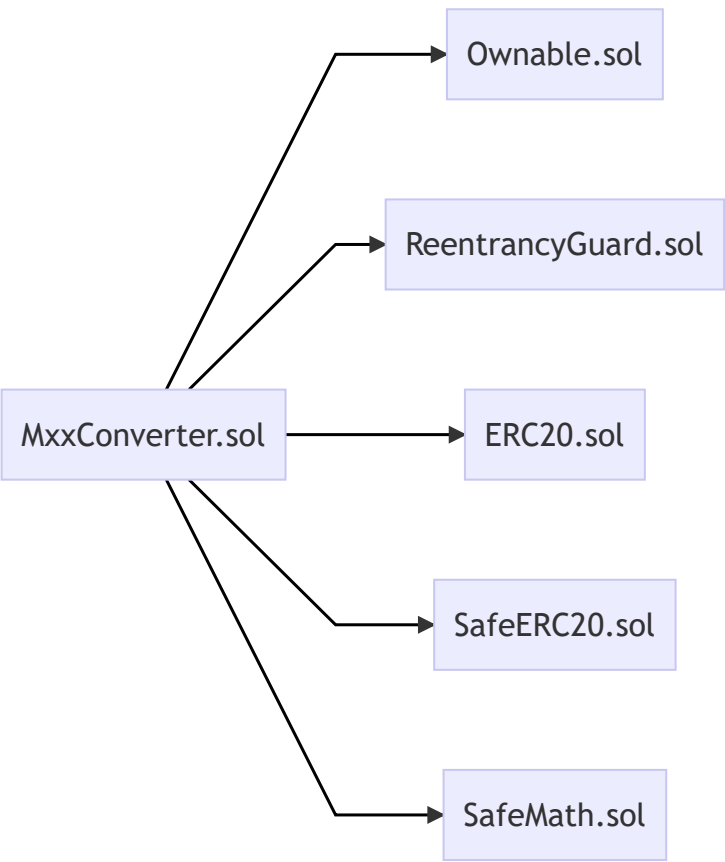 Ownable.sol
ReentrancyGuard.sol
MxxConverter.sol
ERC20.sol
SafeERC20.sol
SafeMath.sol